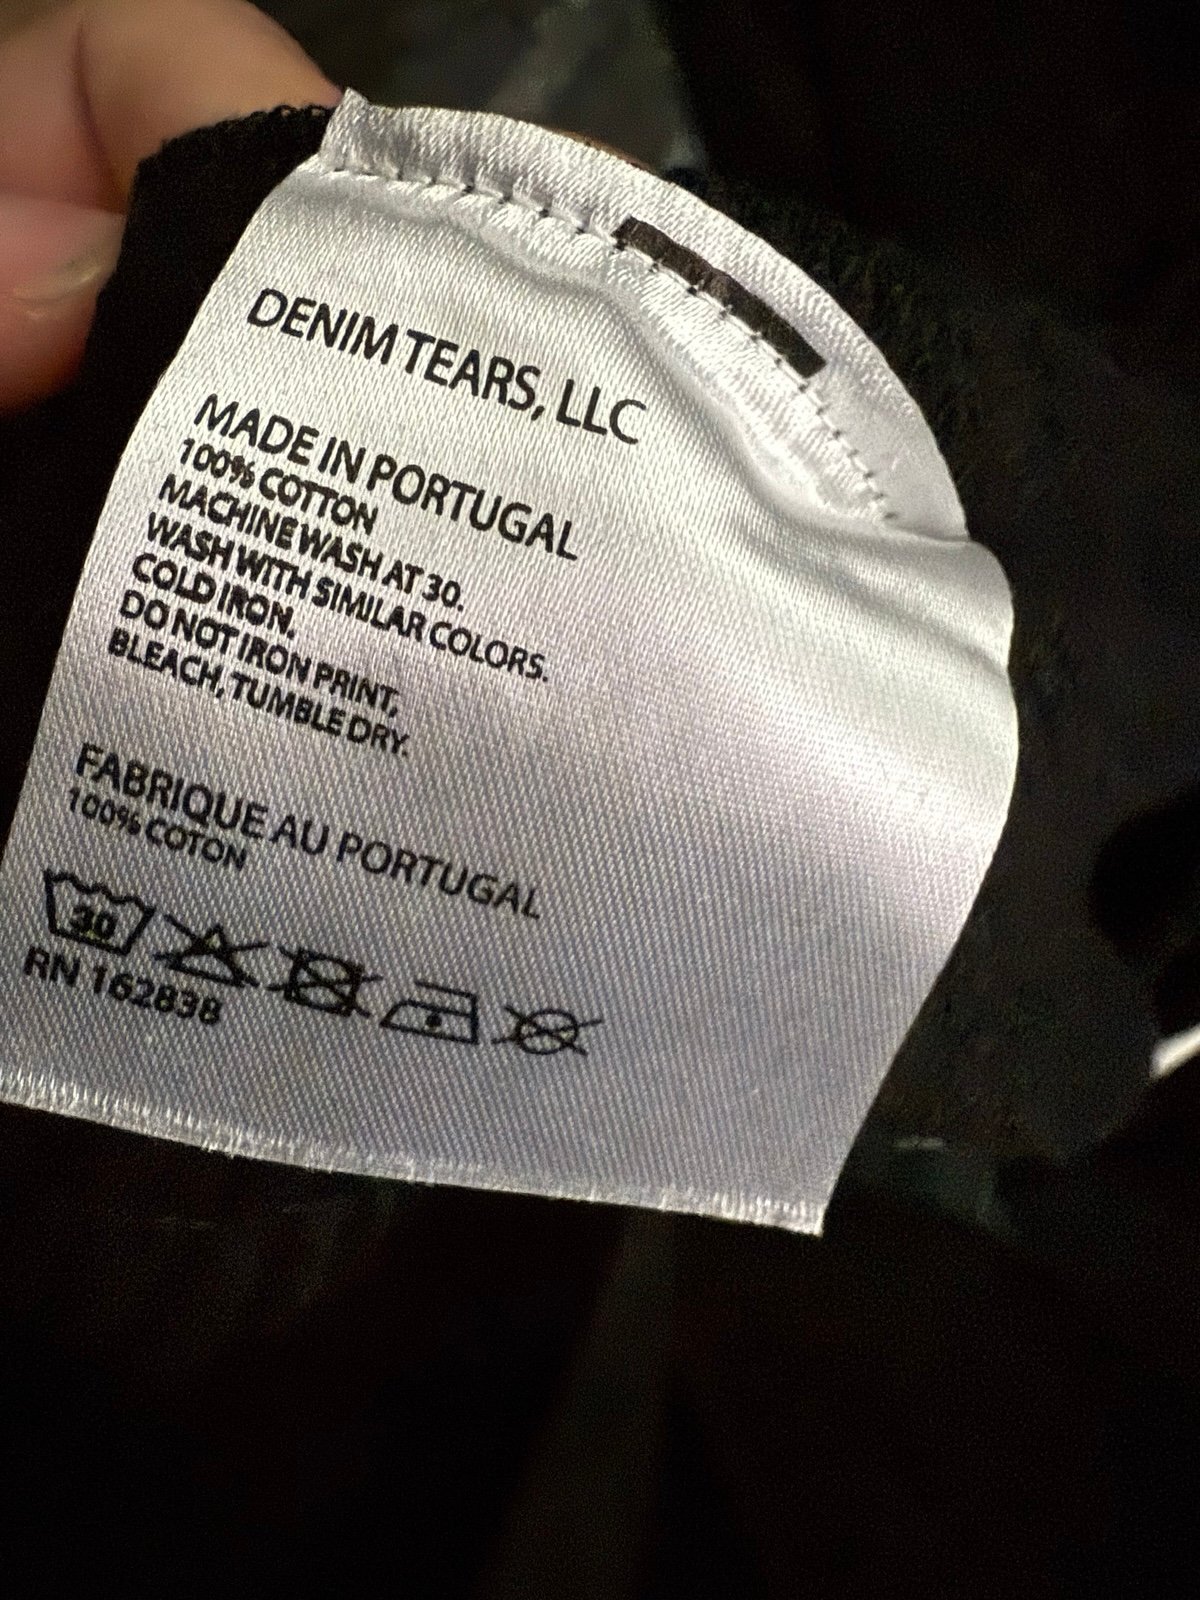 DENIM TEARS, LLC
MADE IN PORTUGAL
100% COTTON
MACHINE WASH AT 30.
WASH WITH SIMILAR COLORS.
COLD IRON.
DO NOT IRON PRINT,
BLEACH, TUMBLE DRY.
FABRIQUE AU PORTUGAL
100% COTON
30
RN 162838